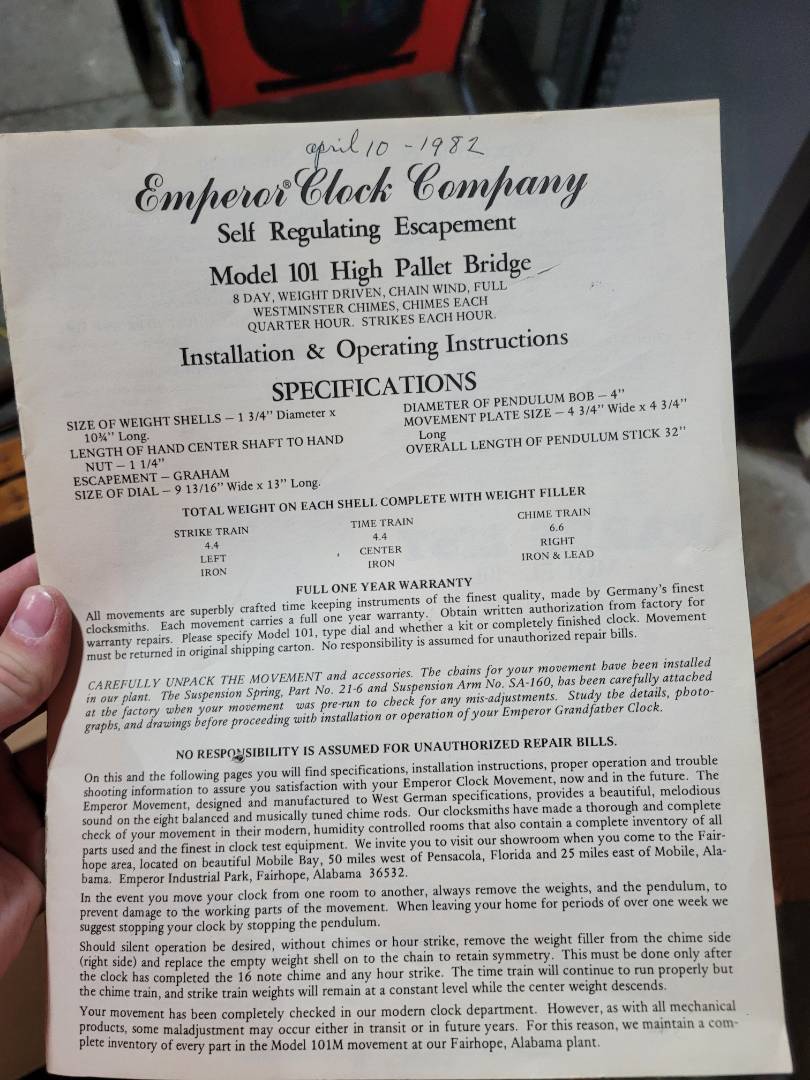 april 10 - 1982
Emperor® Clock Company
Self Regulating Escapement
Model 101 High Pallet Bridge
8 DAY, WEIGHT DRIVEN, CHAIN WIND, FULL
WESTMINSTER CHIMES, CHIMES EACH
QUARTER HOUR. STRIKES EACH HOUR.
Installation & Operating Instructions
SPECIFICATIONS
SIZE OF WEIGHT SHELLS – 1 3/4" Diameter x
10¾" Long.
LENGTH OF HAND CENTER SHAFT TO HAND
NUT – 1 1/4"
ESCAPEMENT – GRAHAM
SIZE OF DIAL – 9 13/16" Wide x 13" Long.
DIAMETER OF PENDULUM BOB – 4"
MOVEMENT PLATE SIZE – 4 3/4" Wide x 4 3/4"
Long
OVERALL LENGTH OF PENDULUM STICK 32"
TOTAL WEIGHT ON EACH SHELL COMPLETE WITH WEIGHT FILLER
STRIKE TRAIN
4.4
LEFT
IRON
TIME TRAIN
4.4
CENTER
IRON
CHIME TRAIN
6.6
RIGHT
IRON & LEAD
FULL ONE YEAR WARRANTY
All movements are superbly crafted time keeping instruments of the finest quality, made by Germany's finest
clocksmiths. Each movement carries a full one year warranty. Obtain written authorization from factory for
warranty repairs. Please specify Model 101, type dial and whether a kit or completely finished clock. Movement
must be returned in original shipping carton. No responsibility is assumed for unauthorized repair bills.
CAREFULLY UNPACK THE MOVEMENT and accessories. The chains for your movement have been installed
in our plant. The Suspension Spring, Part No. 21-6 and Suspension Arm No. SA-160, has been carefully attached
at the factory when your movement was pre-run to check for any mis-adjustments. Study the details, photo-
graphs, and drawings before proceeding with installation or operation of your Emperor Grandfather Clock.
NO RESPONSIBILITY IS ASSUMED FOR UNAUTHORIZED REPAIR BILLS.
On this and the following pages you will find specifications, installation instructions, proper operation and trouble
shooting information to assure you satisfaction with your Emperor Clock Movement, now and in the future. The
Emperor Movement, designed and manufactured to West German specifications, provides a beautiful, melodious
sound on the eight balanced and musically tuned chime rods. Our clocksmiths have made a thorough and complete
check of your movement in their modern, humidity controlled rooms that also contain a complete inventory of all
parts used and the finest in clock test equipment. We invite you to visit our showroom when you come to the Fair-
hope area, located on beautiful Mobile Bay, 50 miles west of Pensacola, Florida and 25 miles east of Mobile, Ala-
bama. Emperor Industrial Park, Fairhope, Alabama 36532.
In the event you move your clock from one room to another, always remove the weights, and the pendulum, to
prevent damage to the working parts of the movement. When leaving your home for periods of over one week we
suggest stopping your clock by stopping the pendulum.
Should silent operation be desired, without chimes or hour strike, remove the weight filler from the chime side
(right side) and replace the empty weight shell on to the chain to retain symmetry. This must be done only after
the clock has completed the 16 note chime and any hour strike. The time train will continue to run properly but
the chime train, and strike train weights will remain at a constant level while the center weight descends.
Your movement has been completely checked in our modern clock department. However, as with all mechanical
products, some maladjustment may occur either in transit or in future years. For this reason, we maintain a com-
plete inventory of every part in the Model 101M movement at our Fairhope, Alabama plant.